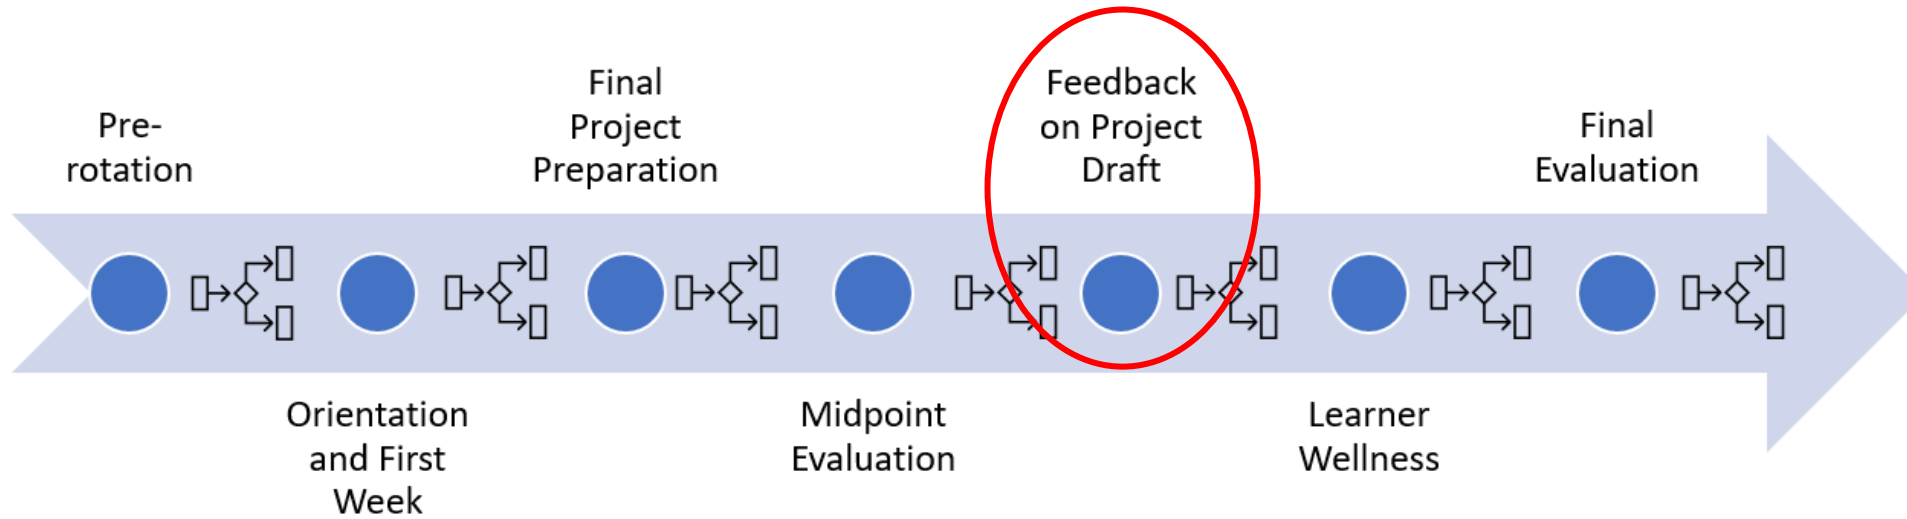 Pre-
rotation
Orientation
and First
Week
Final
Project
Preparation
Midpoint
Evaluation
Feedback
on Project
Draft
Learner
Wellness
Final
Evaluation